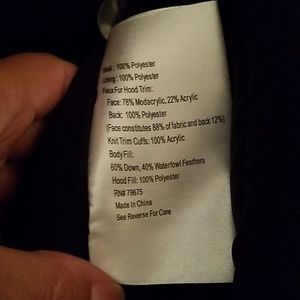 Shell: 100% Polyester
Lining: 100% Polyester
Faux Fur Hood Trim:
Face: 78% Modacrylic, 22% Acrylic
Back: 100% Polyester
(Face constitutes 88% of fabric and back 12%)
Knit Trim Cuffs: 100% Acrylic
Body Fill:
60% Down, 40% Waterfowl Feathers
Hood Fill: 100% Polyester
RN# 79675
Made in China
See Reverse For Care